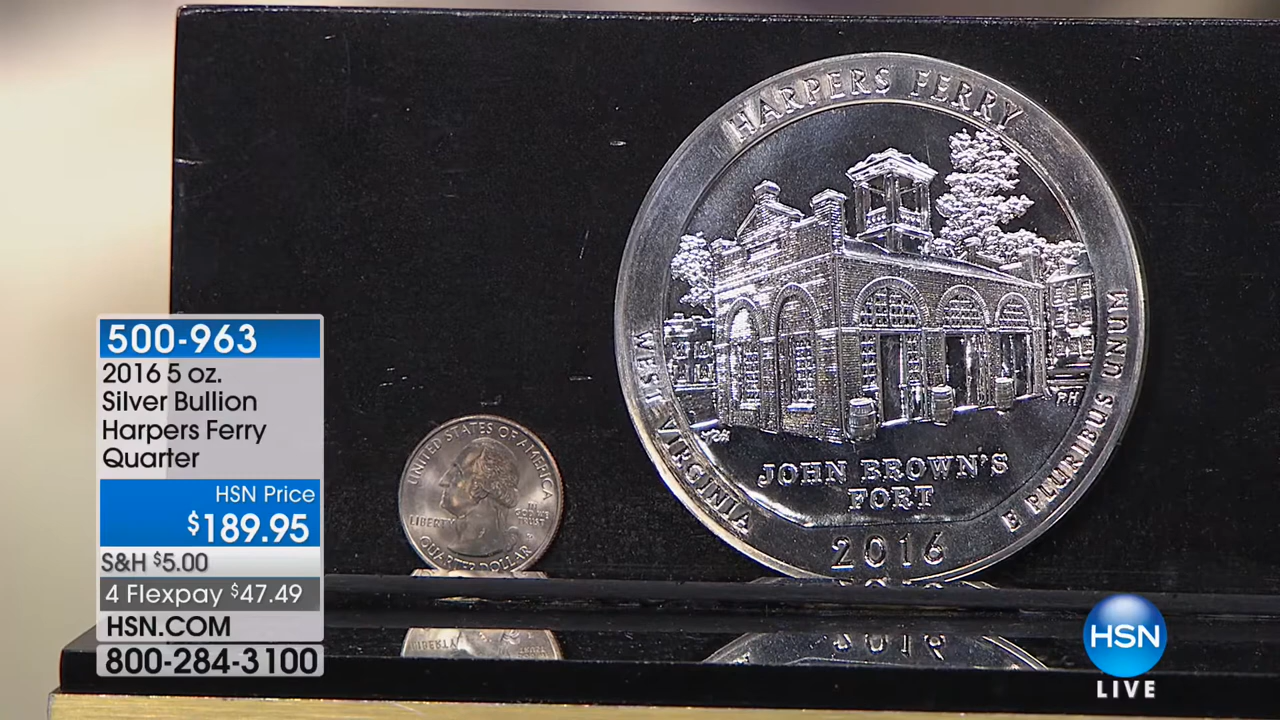 500-963
2016 5 oz.
Silver Bullion
Harpers Ferry
Quarter
HSN Price
$189.95
S&H $5.00
4 Flexpay $47.49
HSN.COM
800-284-3100
UNITED STATES OF AMERICA
LIBERTY
IN
GOD WE
TRUST
QUARTER DOLLAR
HARPERS FERRY
WEST VIRGINIA
E PLURIBUS UNUM
PH
JOHN BROWN'S
FORT
2016
LIBERTY
2016
HSN
LIVE